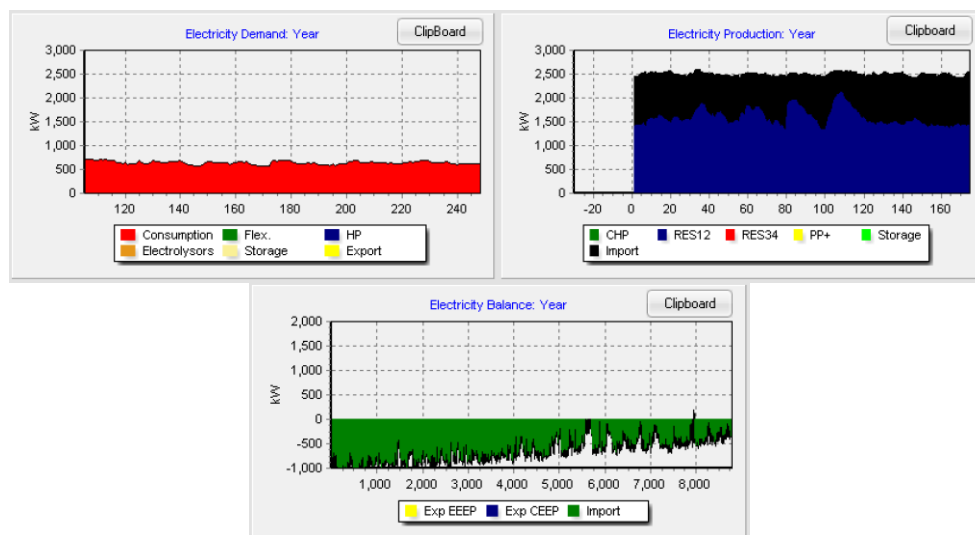 Electricity Demand: Year
ClipBoard
3,000
2,500
2,000
1,500
1,000
500
0
kW
120 140 160 180 200 220 240
Consumption Flex. HP
Electrolysors Storage Export
Electricity Production: Year
Clipboard
3,000
2,500
2,000
1,500
1,000
500
0
kW
-20 0 20 40 60 80 100 120 140 160
CHP RES12 RES34 PP+ Storage
Import
Electricity Balance: Year
Clipboard
2,000
1,500
1,000
500
0
-500
-1,000
kW
1,000 2,000 3,000 4,000 5,000 6,000 7,000 8,000
Exp EEEP Exp CEEP Import